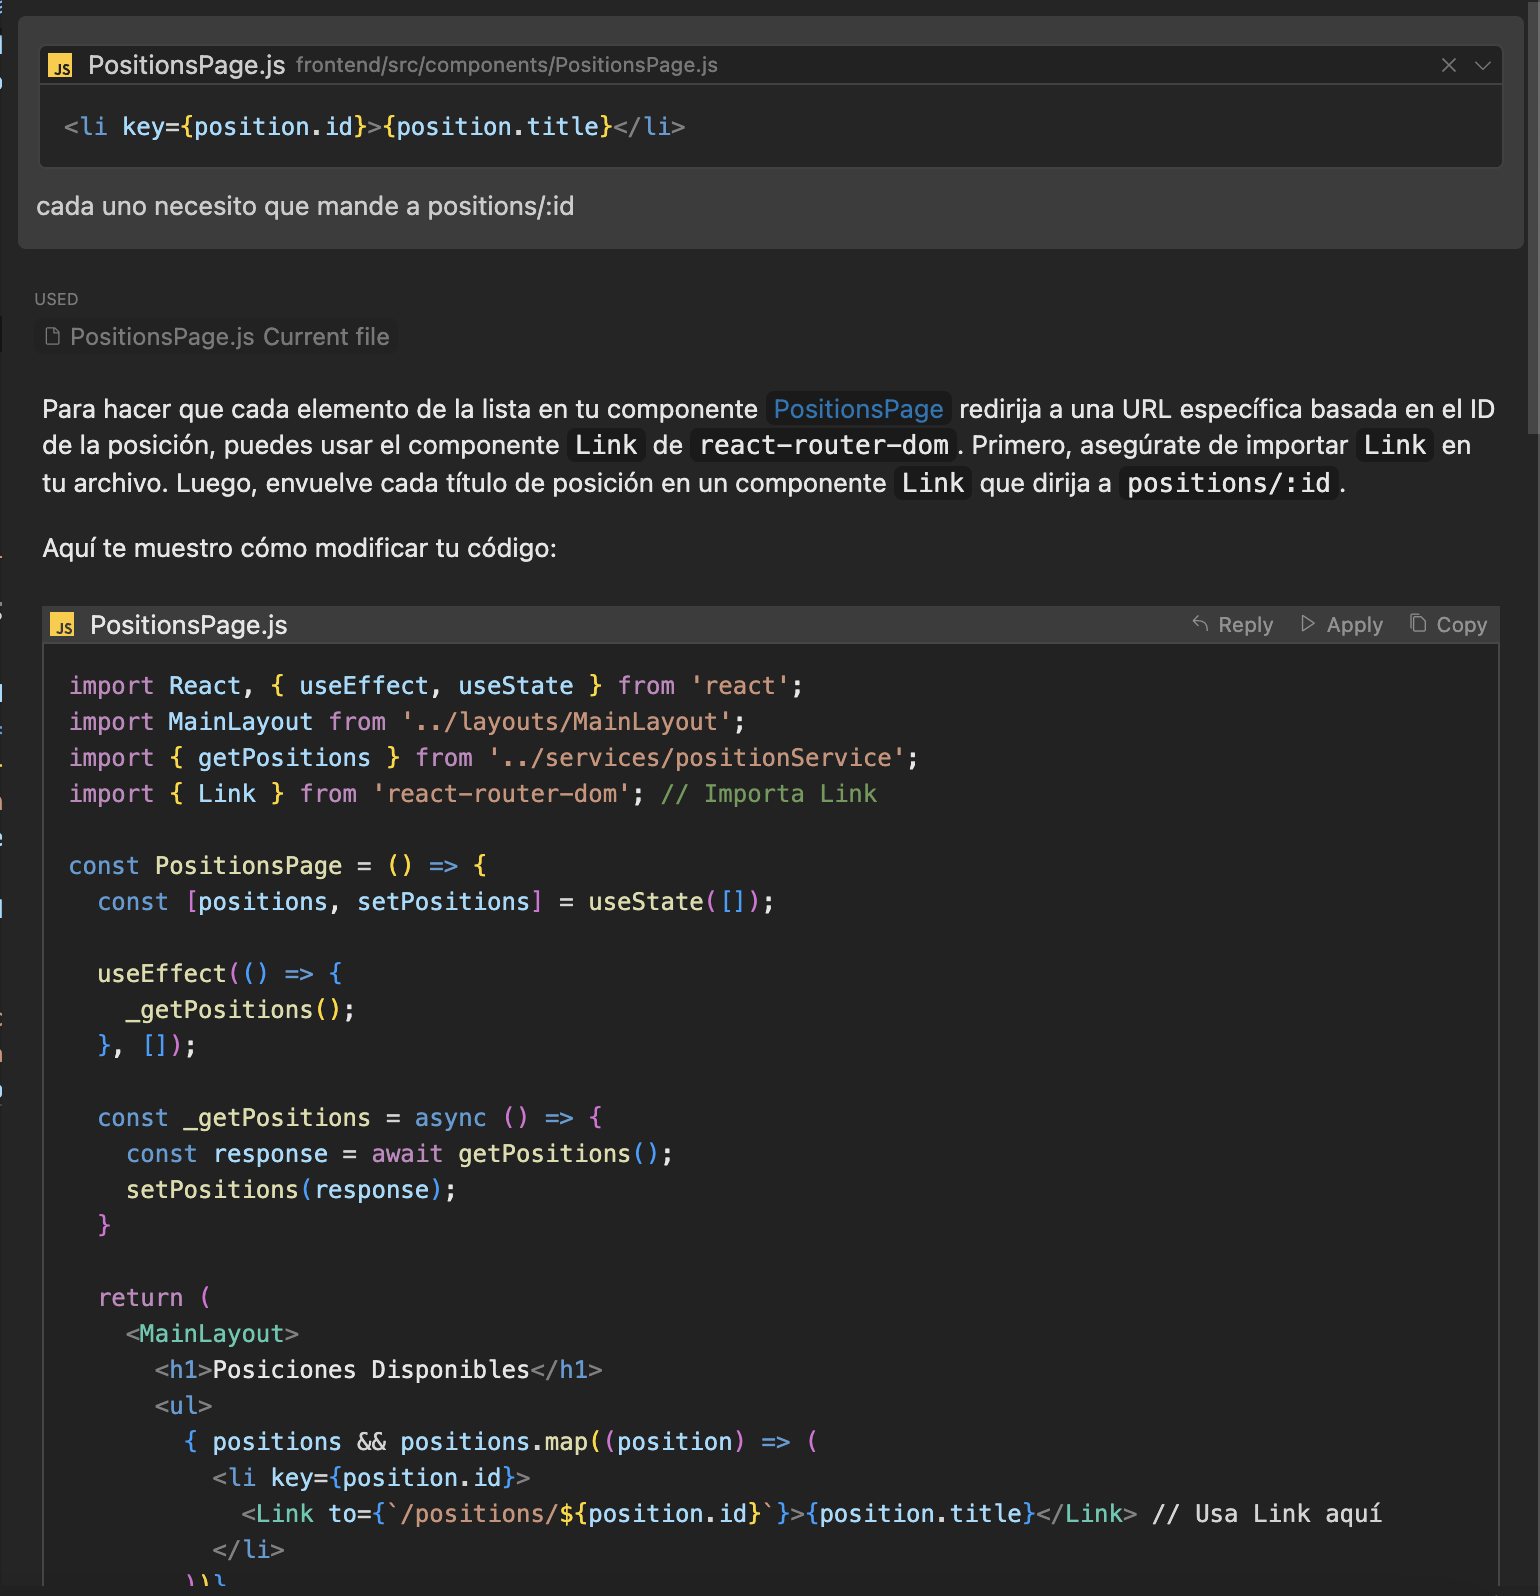 JS PositionsPage.js frontend/src/components/PositionsPage.js
<li key={position.id}>{position.title}</li>
cada uno necesito que mande a positions/:id
USED
PositionsPage.js Current file
Para hacer que cada elemento de la lista en tu componente PositionsPage redirija a una URL específica basada en el ID
de la posición, puedes usar el componente Link de react-router-dom. Primero, asegúrate de importar Link en
tu archivo. Luego, envuelve cada título de posición en un componente Link que dirija a positions/:id.
Aquí te muestro cómo modificar tu código:
JS PositionsPage.js Reply Apply Copy
import React, { useEffect, useState } from 'react';
import MainLayout from '../layouts/MainLayout';
import { getPositions } from '../services/positionService';
import { Link } from 'react-router-dom'; // Importa Link
const PositionsPage = () => {
const [positions, setPositions] = useState([]);
useEffect(() => {
_getPositions();
}, []);
const _getPositions = async () => {
const response = await getPositions();
setPositions(response);
}
return (
<MainLayout>
<h1>Posiciones Disponibles</h1>
<ul>
{ positions && positions.map((position) => (
<li key={position.id}>
<Link to={`/positions/${position.id}`}>{position.title}</Link> // Usa Link aquí
</li>
))}